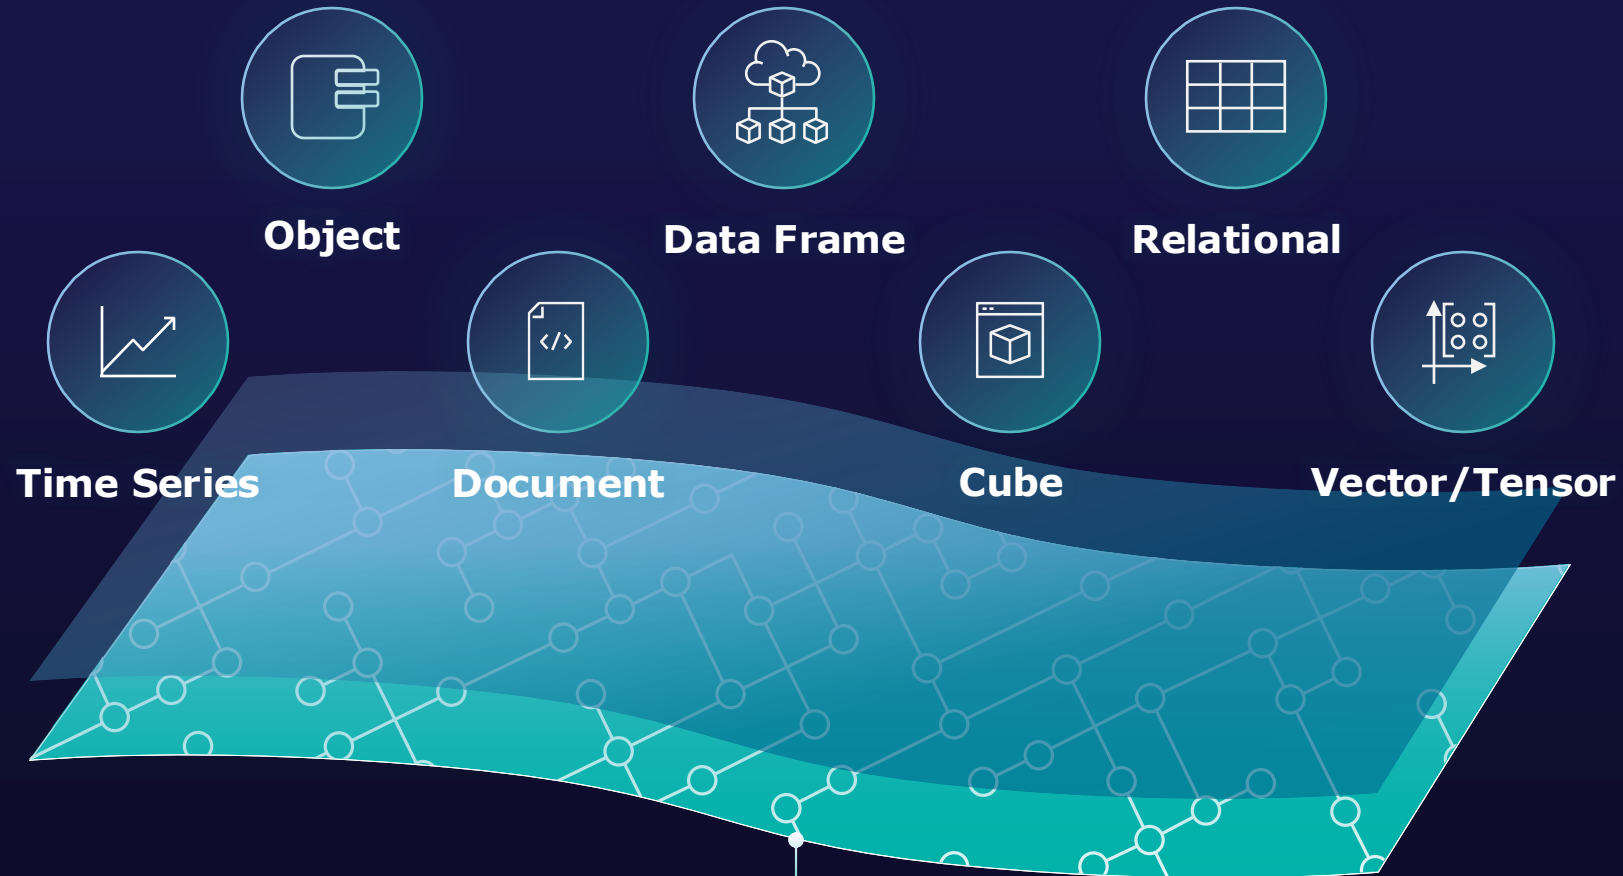 Object
Data Frame
Relational
Time Series
Document
Cube
Vector/Tensor